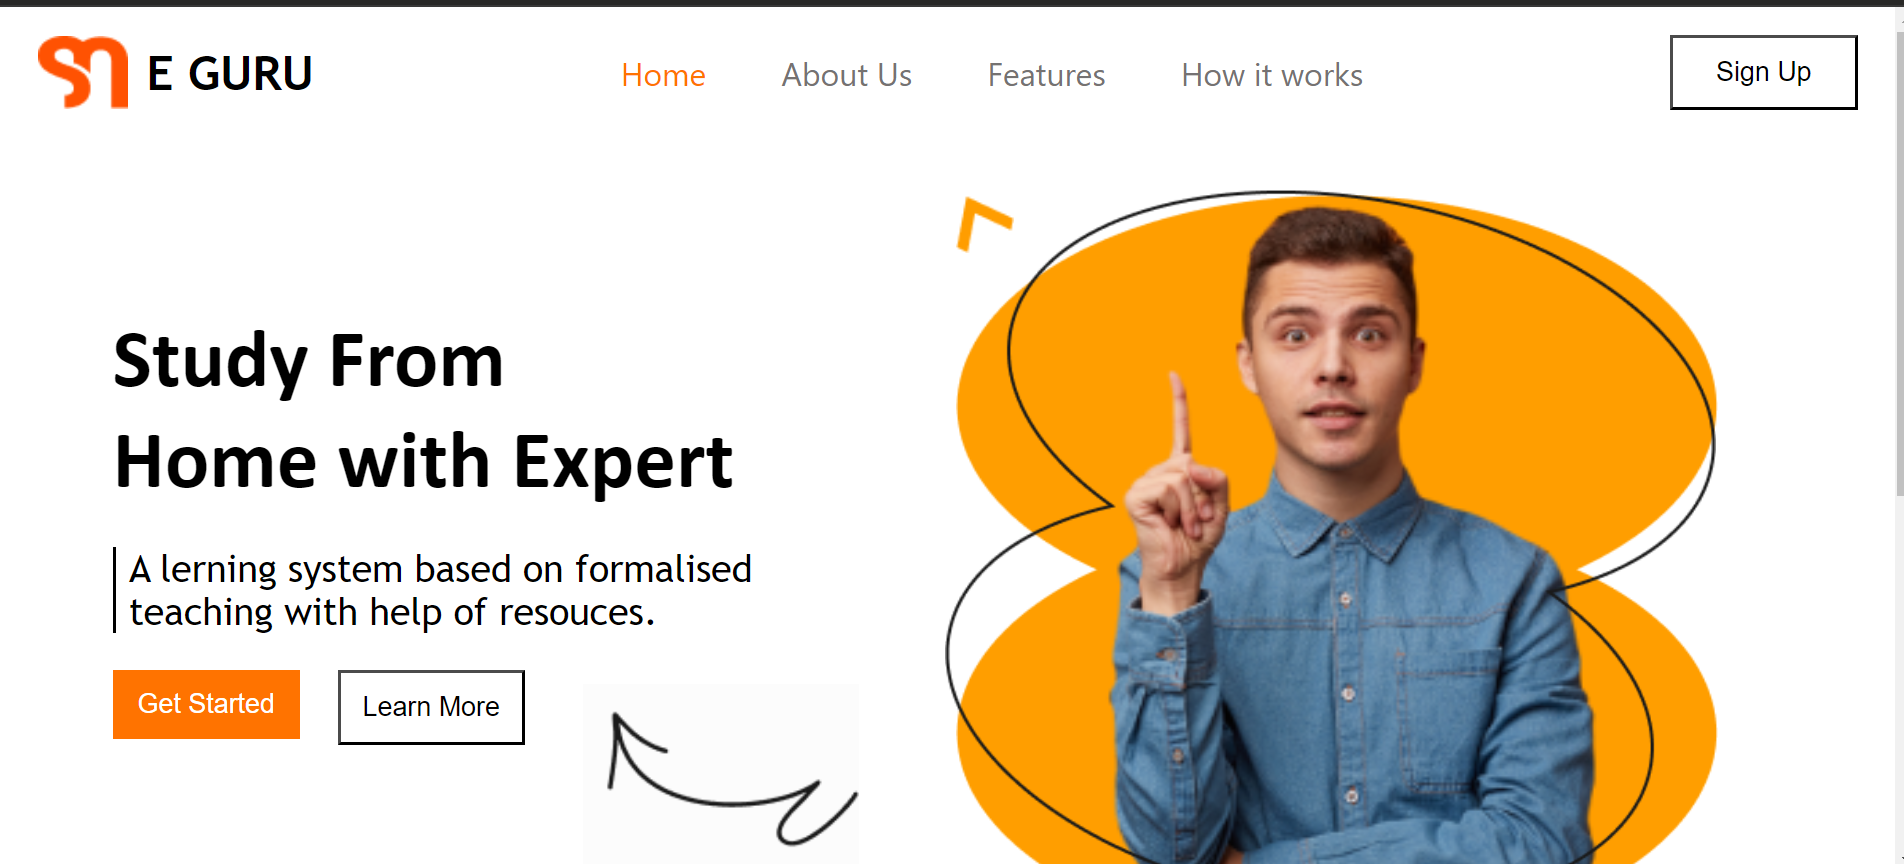 E GURU
Home About Us Features How it works
Sign Up
Study From
Home with Expert
A lerning system based on formalised
teaching with help of resouces.
Get Started Learn More